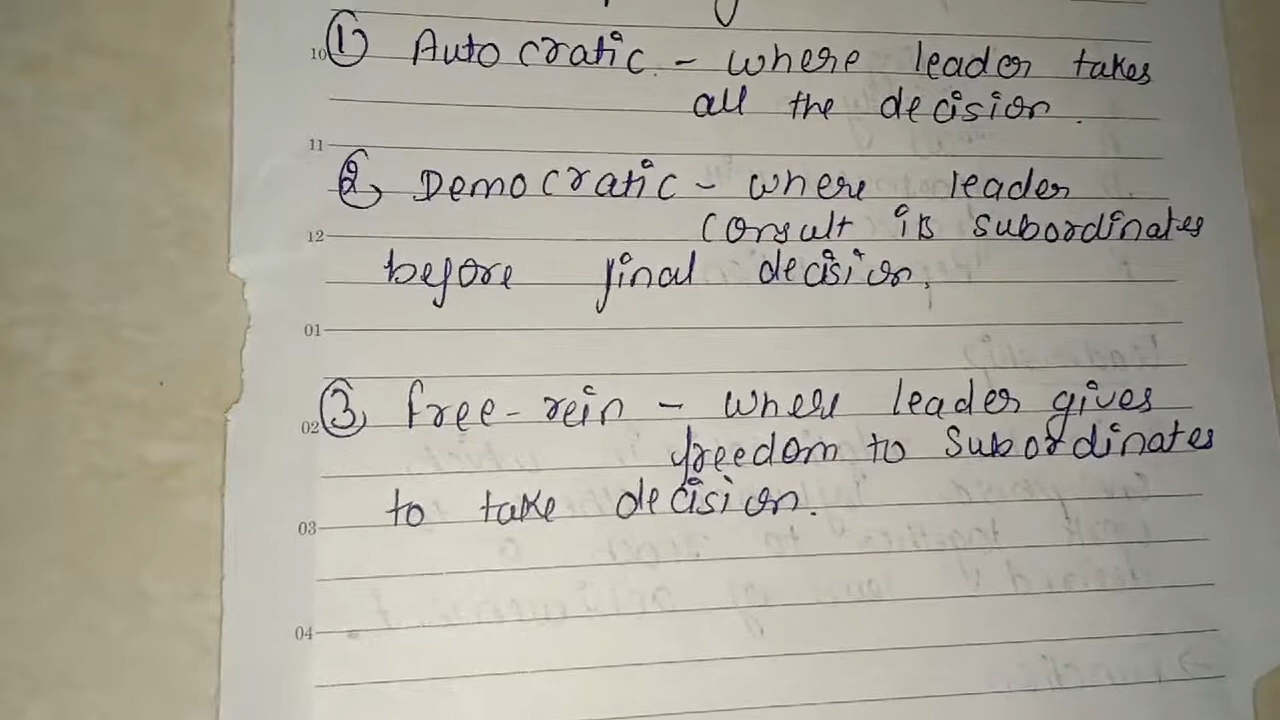 10 ① Autocratic - where leader takes
all the decision.
11
② Democratic - where leader
12 consult is subordinates
before final decision.
01
02 ③ free-rein - where leader gives
freedom to subordinates
03 to take decision.
04